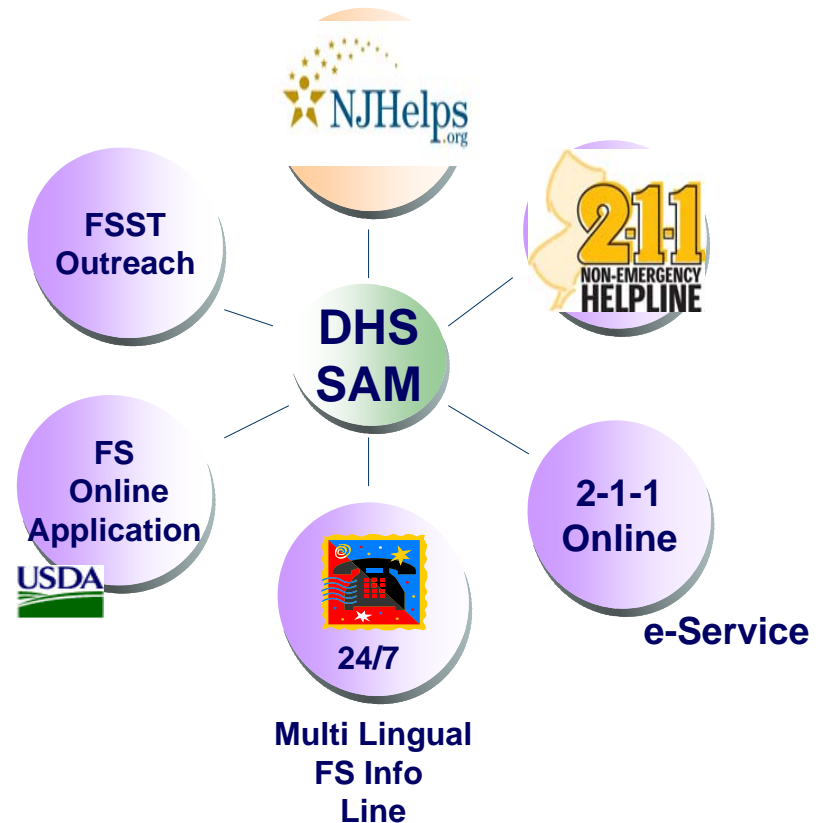 NJHelps
.org
FSST
Outreach
2-1-1
NON-EMERGENCY
HELPLINE
DHS
SAM
FS
Online
Application
USDA
2-1-1
Online
e-Service
24/7
Multi Lingual
FS Info
Line